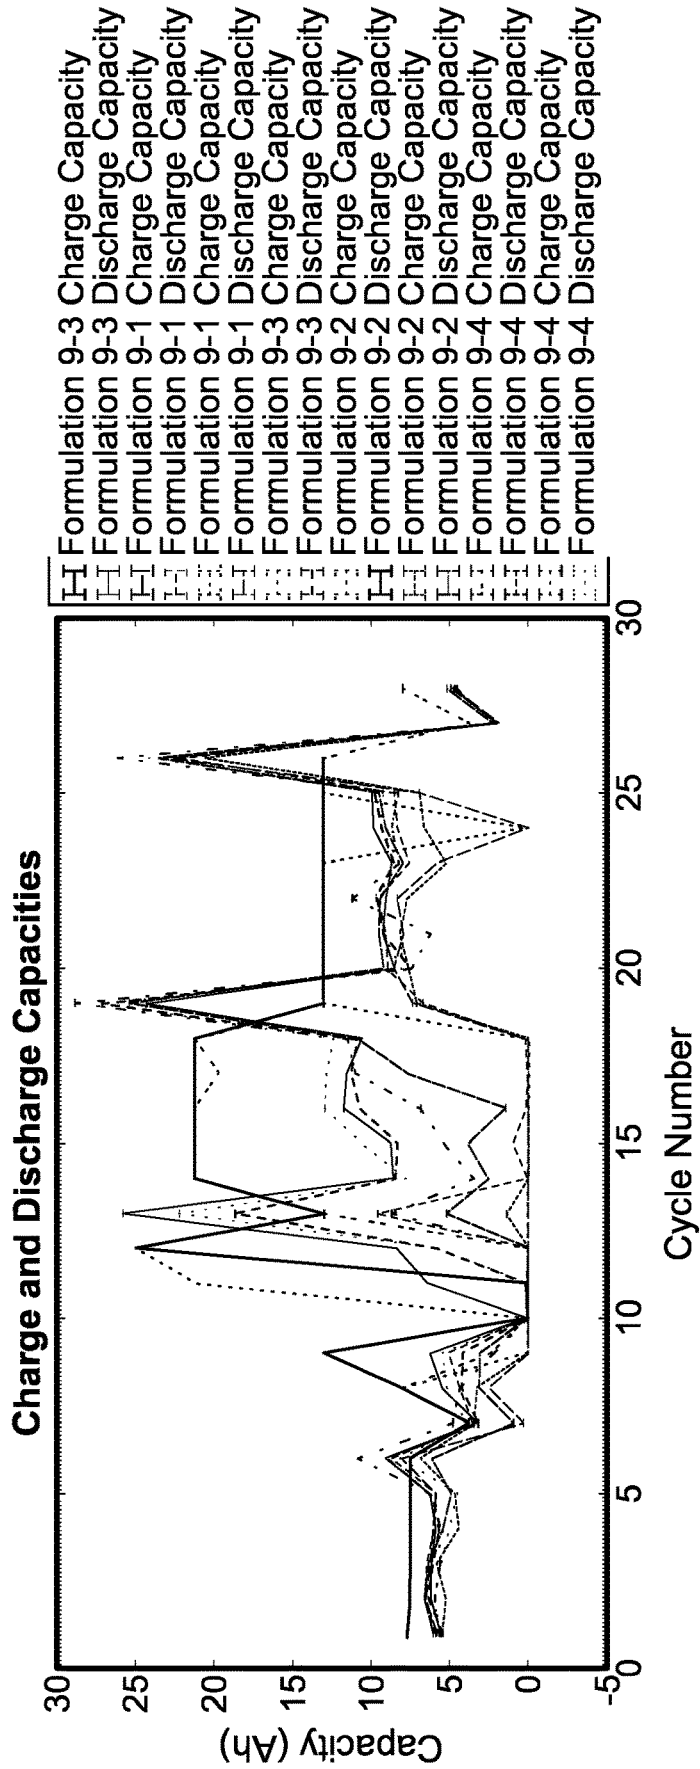 Charge and Discharge Capacities
Capacity (Ah)
30
25
20
15
10
5
0
-5
0
5
10
15
20
25
30
Cycle Number
Formulation 9-3 Charge Capacity
Formulation 9-3 Discharge Capacity
Formulation 9-1 Charge Capacity
Formulation 9-1 Discharge Capacity
Formulation 9-1 Charge Capacity
Formulation 9-1 Discharge Capacity
Formulation 9-3 Charge Capacity
Formulation 9-3 Discharge Capacity
Formulation 9-2 Charge Capacity
Formulation 9-2 Discharge Capacity
Formulation 9-2 Charge Capacity
Formulation 9-2 Discharge Capacity
Formulation 9-4 Charge Capacity
Formulation 9-4 Discharge Capacity
Formulation 9-4 Charge Capacity
Formulation 9-4 Discharge Capacity